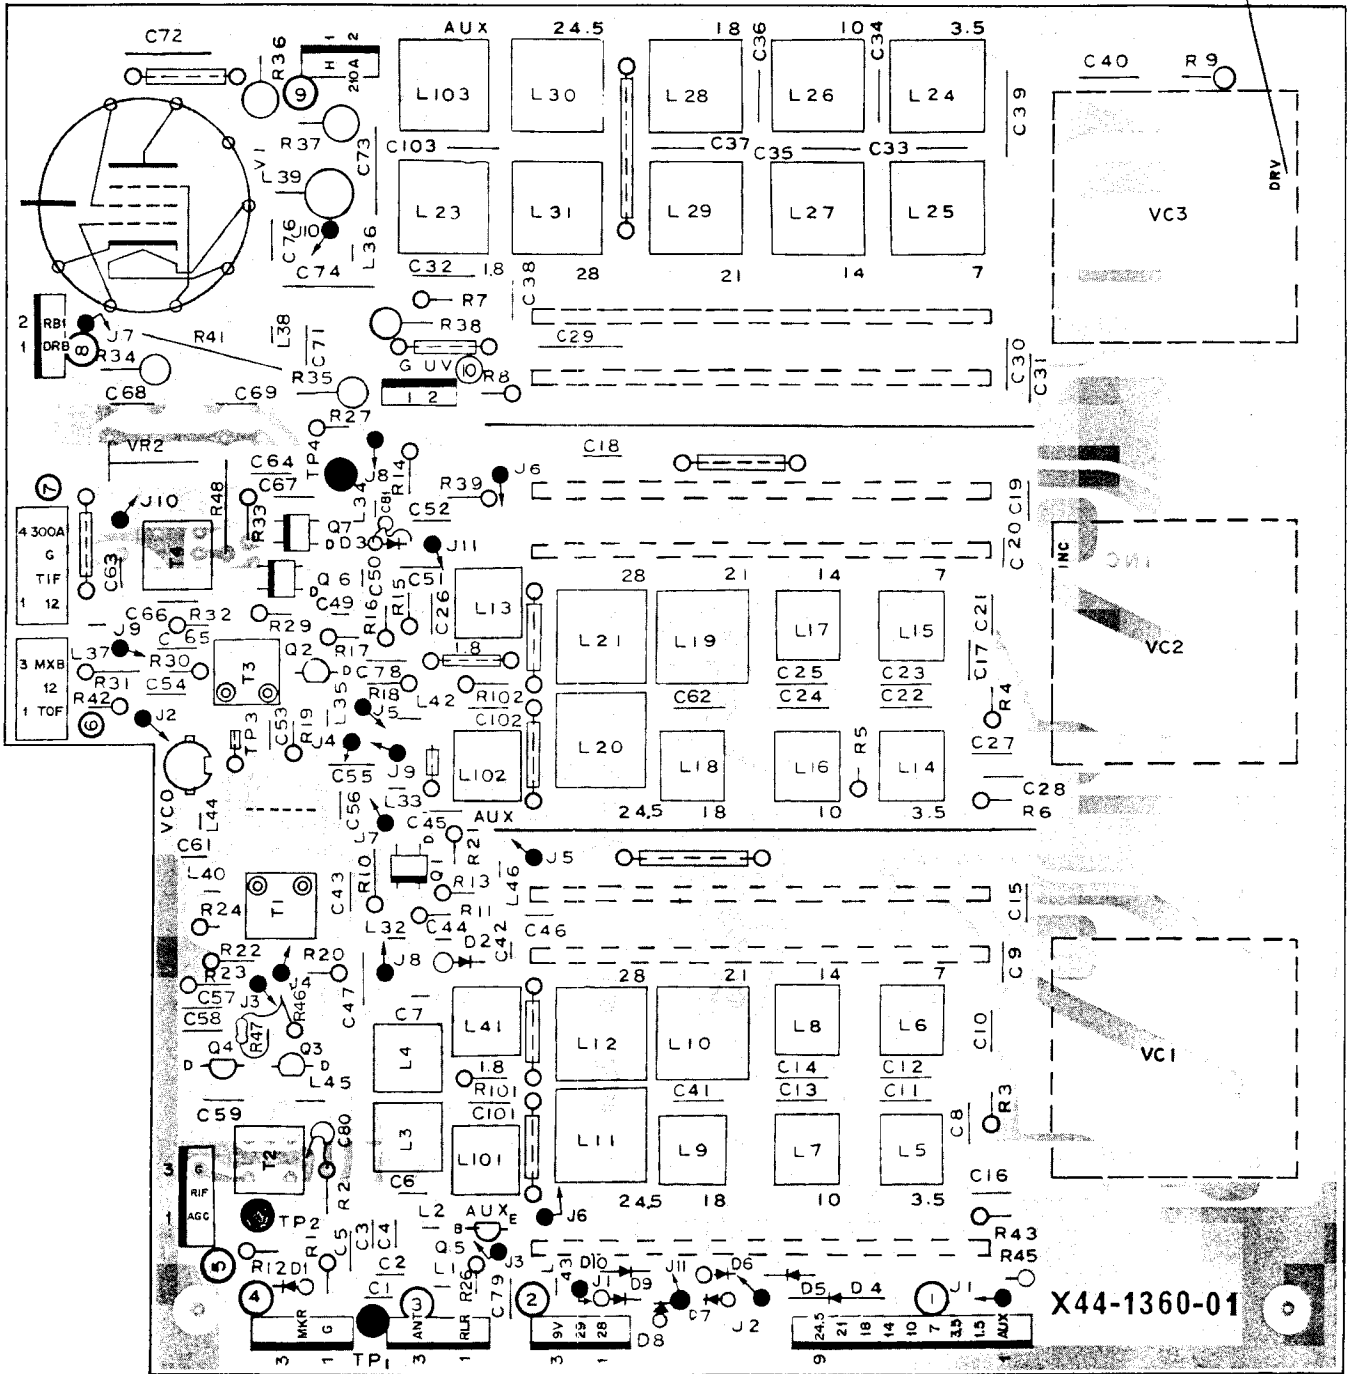 C72
R36
H 1 2
210A
9
AUX 24.5 18 10 3.5
C36
C34
C40
R9
L103 L30 L28 L26 L24
C39
R37
V1
C73
C103
C37
C35
C33
DRV
L39
L23 L31 L29 L27 L25
VC3
C76
J10
L36
C74
C32
1.8
C38
28 21 14 7
R7
2 RB1
1 DRB
J7
8
R41
L38
C71
R38
C29
R34
R35
G UV 10
R8
1 2
C30
C31
C68
C69
R27
VR2
TP4
C18
C64
J8
R14
J6
C67
L34
R39
7
J10
R48
R33
C81
C52
C19
C20
4 300A
G
TIF
1 12
T4
Q7
D
D3
J11
INC
C63
Q6
D
C50
C51
28 21 14 7
R15
C26
L13
C66
R32
C49
R16
C21
J9
C65
R29
R17
L21 L19 L17 L15
VC2
3 MXB
12
1 TOF
L37
R30
T3
Q2
D
C78
1.8
C17
R31
C54
R18
L42
R102
C62
C25
C24
C23
C22
R4
R42
J2
6
L35
J5
C102
TP3
C53
R19
J4
J9
C27
L20 L18 L16 L14
R5
VC0
C55
L102
C28
L44
C56
L33
AUX
24.5 18 10 3.5
R6
J7
C45
C61
D
Q1
R21
J5
L40
R10
L46
R13
C43
T1
R11
C15
R24
L32
C44
C46
D2
C42
R22
R20
J8
C9
R23
J4
28 21 14 7
J3
C57
R46
C47
C7
C58
R47
L41
L12 L10 L8 L6
C10
Q4
Q3
D
D
L4
1.8
VC1
L45
R101
C41
C14
C13
C12
C11
C59
C101
R3
C80
L3
C8
L11 L9 L7 L5
3 G
RIF
1 AGC
T2
L101
R2
C6
C16
24.5 18 10 3.5
L2
AUX
TP2
B
E
J6
R43
R1
C5
C3
C4
Q5
J3
R45
5
R12
D1
C2
L1
R26
C79
L43
D10
J1
D9
J11
D6
D5
D4
J1
4
C1
3
2
D7
J2
1
X44-1360-01
D8
MKR G
3 1
TP1
ANT RLR
3 1
9V 29 28
3 1
24.5 21 18 14 10 7 3.5 1.5 AUX
9 1